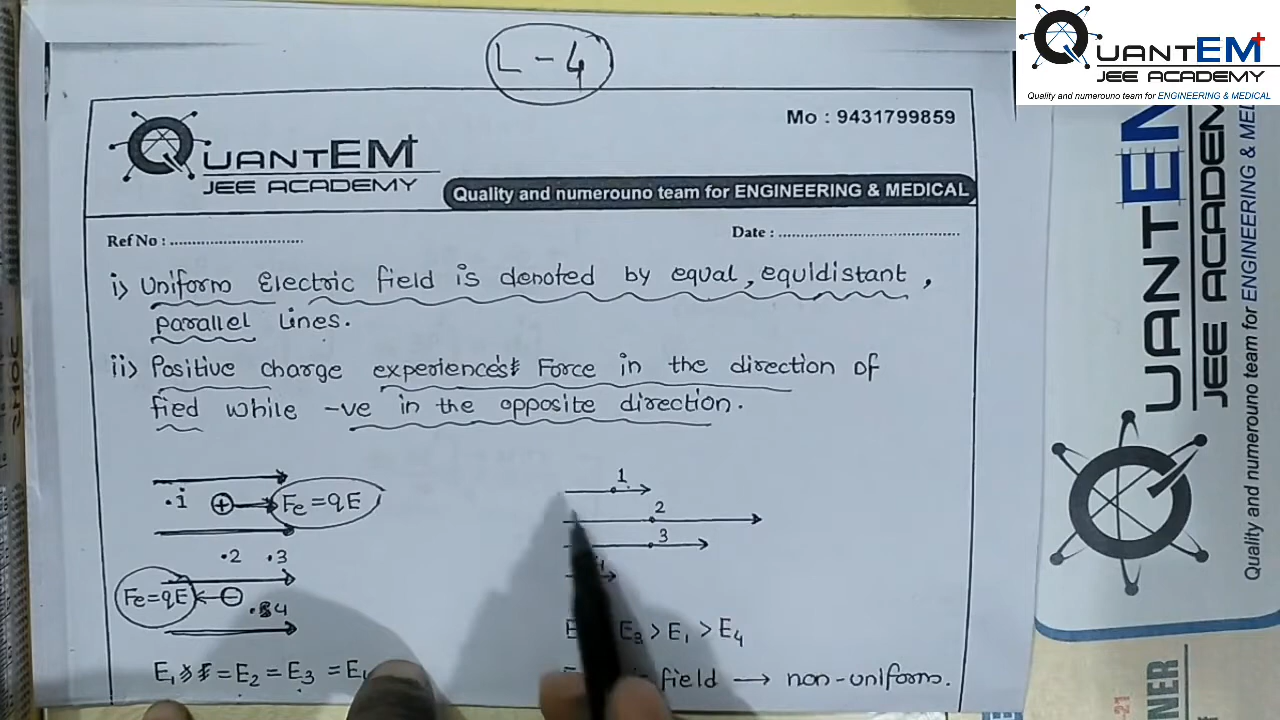 QUANTEM+
JEE ACADEMY
Quality and numerouno team for ENGINEERING & MEDICAL
L - 4
Mo : 9431799859
QUANTEM+
JEE ACADEMY
Quality and numerouno team for ENGINEERING & MEDICAL
Ref No :
Date :
i) Uniform Electric field is denoted by equal, equidistant,
parallel lines.
ii) Positive charge experiences Force in the direction of
fied while -ve in the opposite direction.
.1 ⊕ Fe = qE
.2 .3
Fe = qE ⊖
.4
= E2 = E3 =
1
2
3
E3 > E1 > E4
field → non-uniform.
QUANTEM
JEE ACADEM
Quality and numerouno team for ENGINEERING & MED